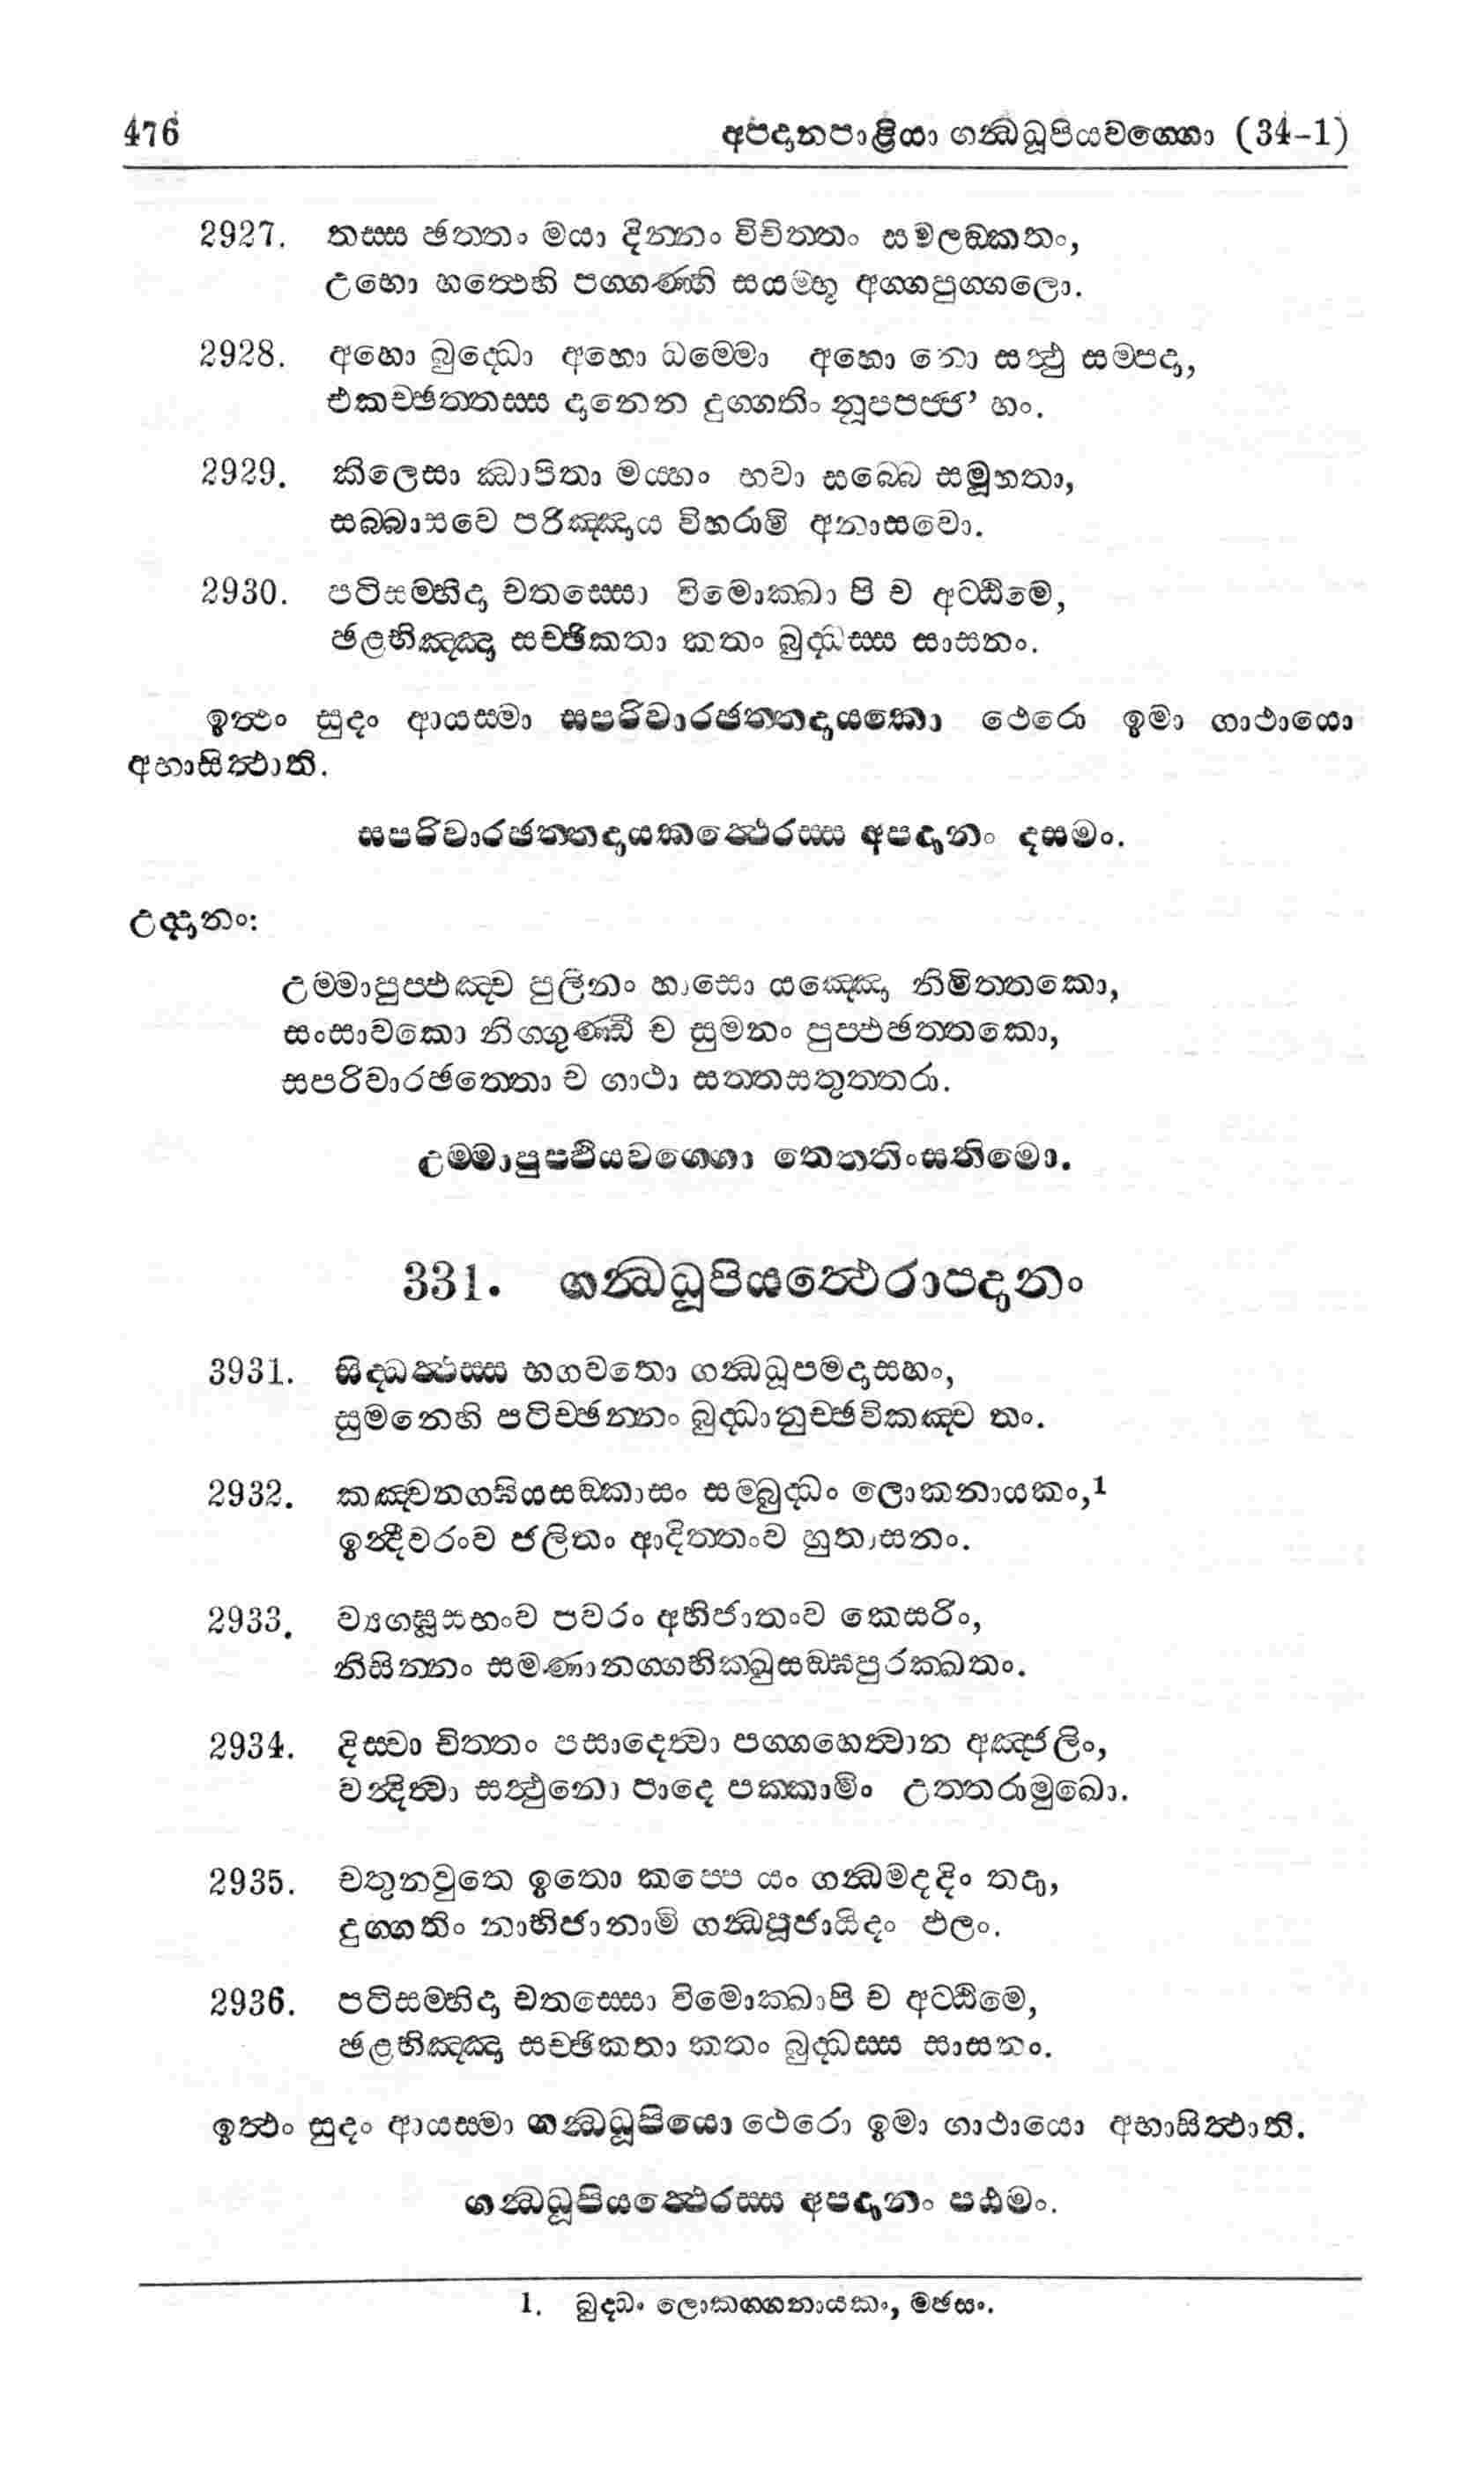 476 අපදානපාළියා ගන්ධධූපියවග්ගො (34-1)
2927. තස්ස ඡත්තං මයා දින්නං විචිත්තං සමලඞ්කතං,
උභො හත්ථෙහි පග්ගණ්හි සයම්භූ අග්ගපුග්ගලො.
2928. අහො බුද්ධො අහො ධම්මො අහො නො සත්ථු සම්පදා,
එකච්ඡත්තස්ස දානෙන දුග්ගතිං නූපපජ්ජ’ හං.
2929. කිලෙසා ඣාපිතා මය්හං භවා සබ්බෙ සමූහතා,
සබ්බාසවෙ පරිඤ්ඤාය විහරාමි අනාසවො.
2930. පටිසම්භිදා චතස්සො විමොක්ඛා පි ච අට්ඨිමෙ,
ඡළභිඤ්ඤා සච්ඡිකතා කතං බුද්ධස්ස සාසනං.
ඉත්ථං සුදං ආයස්මා සපරිවාරඡත්තදායකො ථෙරො ඉමා ගාථායො
අභාසිත්ථාති.
සපරිවාරඡත්තදායකත්ථෙරස්ස අපදානං දසමං.
උද්දානං:
උම්මාපුප්ඵඤ්ච පුලිනං හාසො යඤ්ඤො නිමිත්තකො,
සංසාවකො නිග්ගුණ්ඩී ච සුමනං පුප්ඵඡත්තකො,
සපරිවාරඡත්තො ච ගාථා සත්තසතුත්තරා.
උම්මාපුප්ඵියවග්ගො තෙත්තිංසතිමො.
331. ගන්ධධූපියත්ථෙරාපදානං
3931. සිද්ධත්ථස්ස භගවතො ගන්ධධූපමදාසහං,
සුමනෙහි පටිච්ඡන්නං බුද්ධානුච්ඡවිකඤ්ච තං.
2932. කඤ්චනග්ඝියසඞ්කාසං සම්බුද්ධං ලොකනායකං,1
ඉන්දීවරංව ජලිතං ආදිත්තංව හුතාසනං.
2933. ව්‍යග්ඝූසභංව පවරං අභිජාතංව කෙසරිං,
නිසින්නං සමණානග්ගභික්ඛුසඞ්ඝපුරක්ඛතං.
2934. දිස්වා චිත්තං පසාදෙත්වා පග්ගහෙත්වාන අඤ්ජලිං,
වන්දිත්වා සත්ථුනො පාදෙ පක්කාමිං උත්තරාමුඛො.
2935. චතුනවුතෙ ඉතො කප්පෙ යං ගන්ධමදදිං තදා,
දුග්ගතිං නාභිජානාමි ගන්ධපූජායිදං ඵලං.
2936. පටිසම්භිදා චතස්සො විමොක්ඛාපි ච අට්ඨිමෙ,
ඡළභිඤ්ඤා සච්ඡිකතා කතං බුද්ධස්ස සාසනං.
ඉත්ථං සුදං ආයස්මා ගන්ධධූපියො ථෙරො ඉමා ගාථායො අභාසිත්ථාති.
ගන්ධධූපියත්ථෙරස්ස අපදානං පඨමං.
1. බුද්ධං ලොකග්ගනායකං, මඡසං.